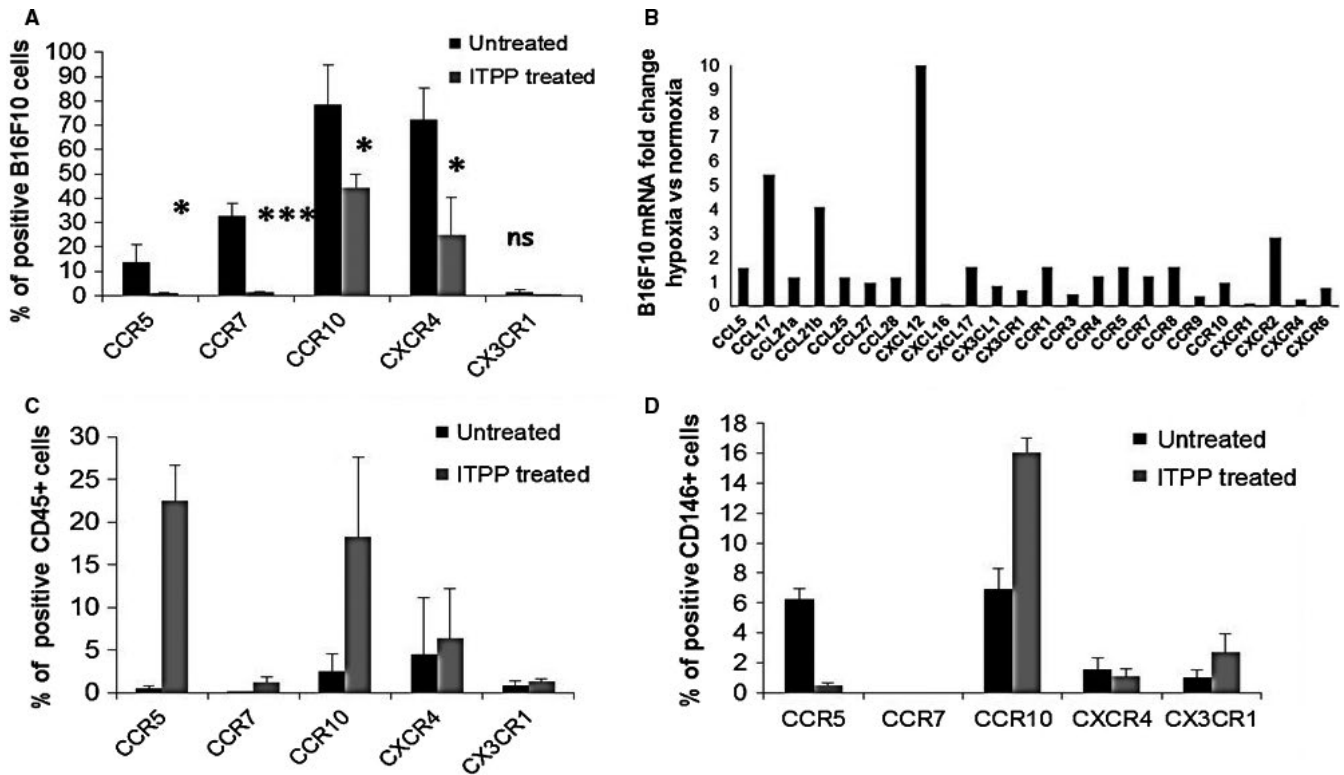 A
% of positive B16F10 cells
100
90
80
70
60
50
40
30
20
10
0
Untreated
ITPP treated
*
***
*
*
ns
CCR5
CCR7
CCR10
CXCR4
CX3CR1
B
B16F10 mRNA fold change
hypoxia vs normoxia
10
9
8
7
6
5
4
3
2
1
0
CCL5
CCL17
CCL21a
CCL21b
CCL25
CCL27
CCL28
CXCL12
CXCL16
CXCL17
CX3CL1
CX3CR1
CCR1
CCR3
CCR4
CCR5
CCR7
CCR8
CCR9
CCR10
CXCR1
CXCR2
CXCR4
CXCR6
C
% of positive CD45+ cells
30
25
20
15
10
5
0
Untreated
ITPP treated
CCR5
CCR7
CCR10
CXCR4
CX3CR1
D
% of positive CD146+ cells
18
16
14
12
10
8
6
4
2
0
Untreated
ITPP treated
CCR5
CCR7
CCR10
CXCR4
CX3CR1